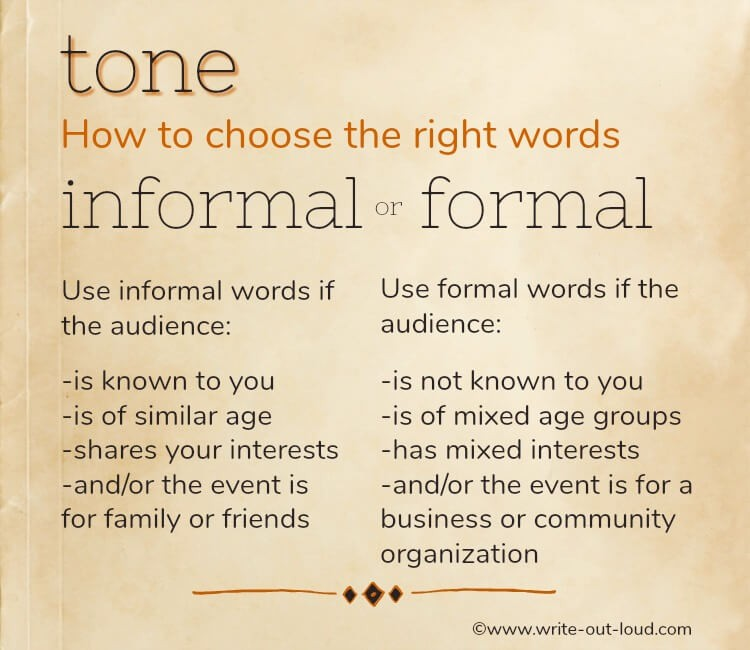 tone
How to choose the right words
informal or formal
Use informal words if
the audience:
-is known to you
-is of similar age
-shares your interests
-and/or the event is
for family or friends
Use formal words if the
audience:
-is not known to you
-is of mixed age groups
-has mixed interests
-and/or the event is for a
business or community
organization
©www.write-out-loud.com